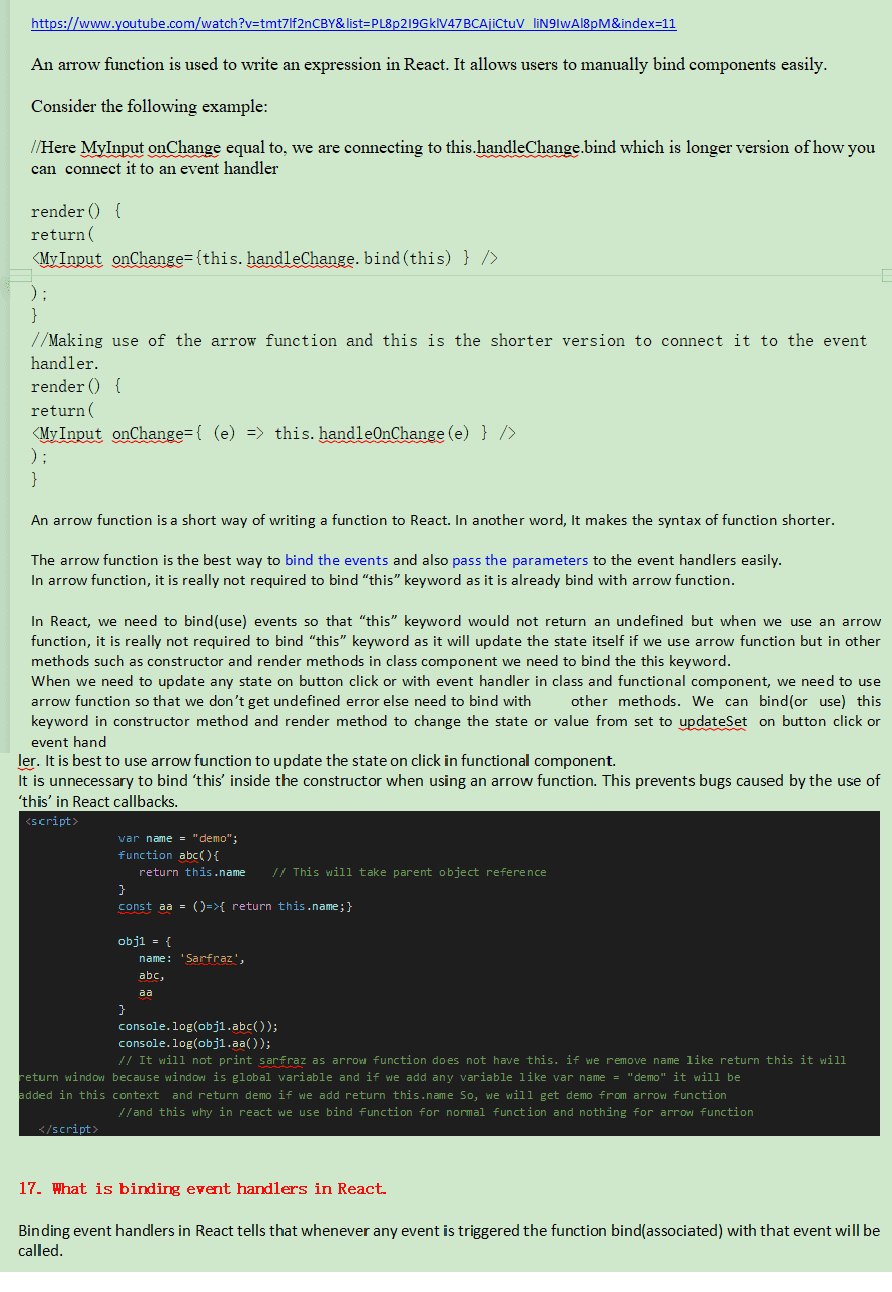 https://www.youtube.com/watch?v=tmt7lf2nCBY&list=PL8p2I9GklV47BCAjiCtuV_liN9IwAl8pM&index=11
An arrow function is used to write an expression in React. It allows users to manually bind components easily.
Consider the following example:
//Here MyInput onChange equal to, we are connecting to this.handleChange.bind which is longer version of how you
can connect it to an event handler
render() {
return(
<MyInput onChange={this.handleChange.bind(this) } />
);
}
//Making use of the arrow function and this is the shorter version to connect it to the event
handler.
render() {
return(
<MyInput onChange={ (e) => this.handleOnChange(e) } />
);
}
An arrow function is a short way of writing a function to React. In another word, It makes the syntax of function shorter.
The arrow function is the best way to bind the events and also pass the parameters to the event handlers easily.
In arrow function, it is really not required to bind “this” keyword as it is already bind with arrow function.
In React, we need to bind(use) events so that “this” keyword would not return an undefined but when we use an arrow
function, it is really not required to bind “this” keyword as it will update the state itself if we use arrow function but in other
methods such as constructor and render methods in class component we need to bind the this keyword.
When we need to update any state on button click or with event handler in class and functional component, we need to use
arrow function so that we don’t get undefined error else need to bind with other methods. We can bind(or use) this
keyword in constructor method and render method to change the state or value from set to updateSet on button click or
event hand
ler. It is best to use arrow function to update the state on click in functional component.
It is unnecessary to bind ‘this’ inside the constructor when using an arrow function. This prevents bugs caused by the use of
‘this’ in React callbacks.
<script>
var name = "demo";
function abc(){
return this.name // This will take parent object reference
}
const aa = ()=>{ return this.name;}
obj1 = {
name: 'Sarfraz',
abc,
aa
}
console.log(obj1.abc());
console.log(obj1.aa());
// It will not print sarfraz as arrow function does not have this. if we remove name like return this it will
return window because window is global variable and if we add any variable like var name = "demo" it will be
added in this context and return demo if we add return this.name So, we will get demo from arrow function
//and this why in react we use bind function for normal function and nothing for arrow function
</script>
17. What is binding event handlers in React.
Binding event handlers in React tells that whenever any event is triggered the function bind(associated) with that event will be
called.